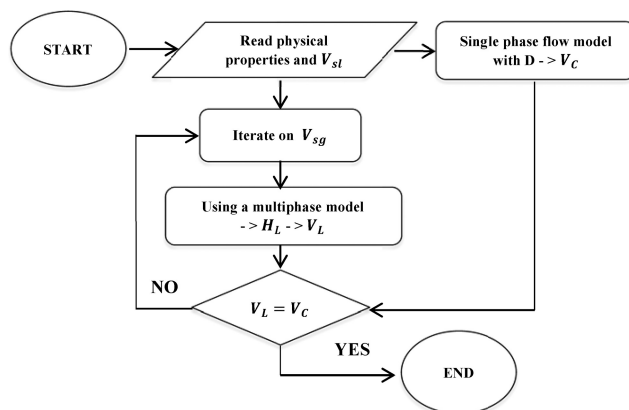 START
Read physical
properties and V_sl
Single phase flow model
with D - > V_C
Iterate on V_sg
Using a multiphase model
- > H_L - > V_L
NO
V_L = V_C
YES
END